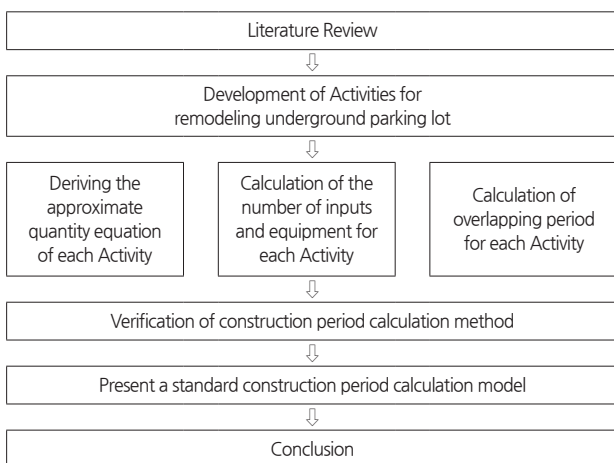 Literature Review
Development of Activities for
remodeling underground parking lot
Deriving the
approximate
quantity equation
of each Activity
Calculation of the
number of inputs
and equipment for
each Activity
Calculation of
overlapping period
for each Activity
Verification of construction period calculation method
Present a standard construction period calculation model
Conclusion